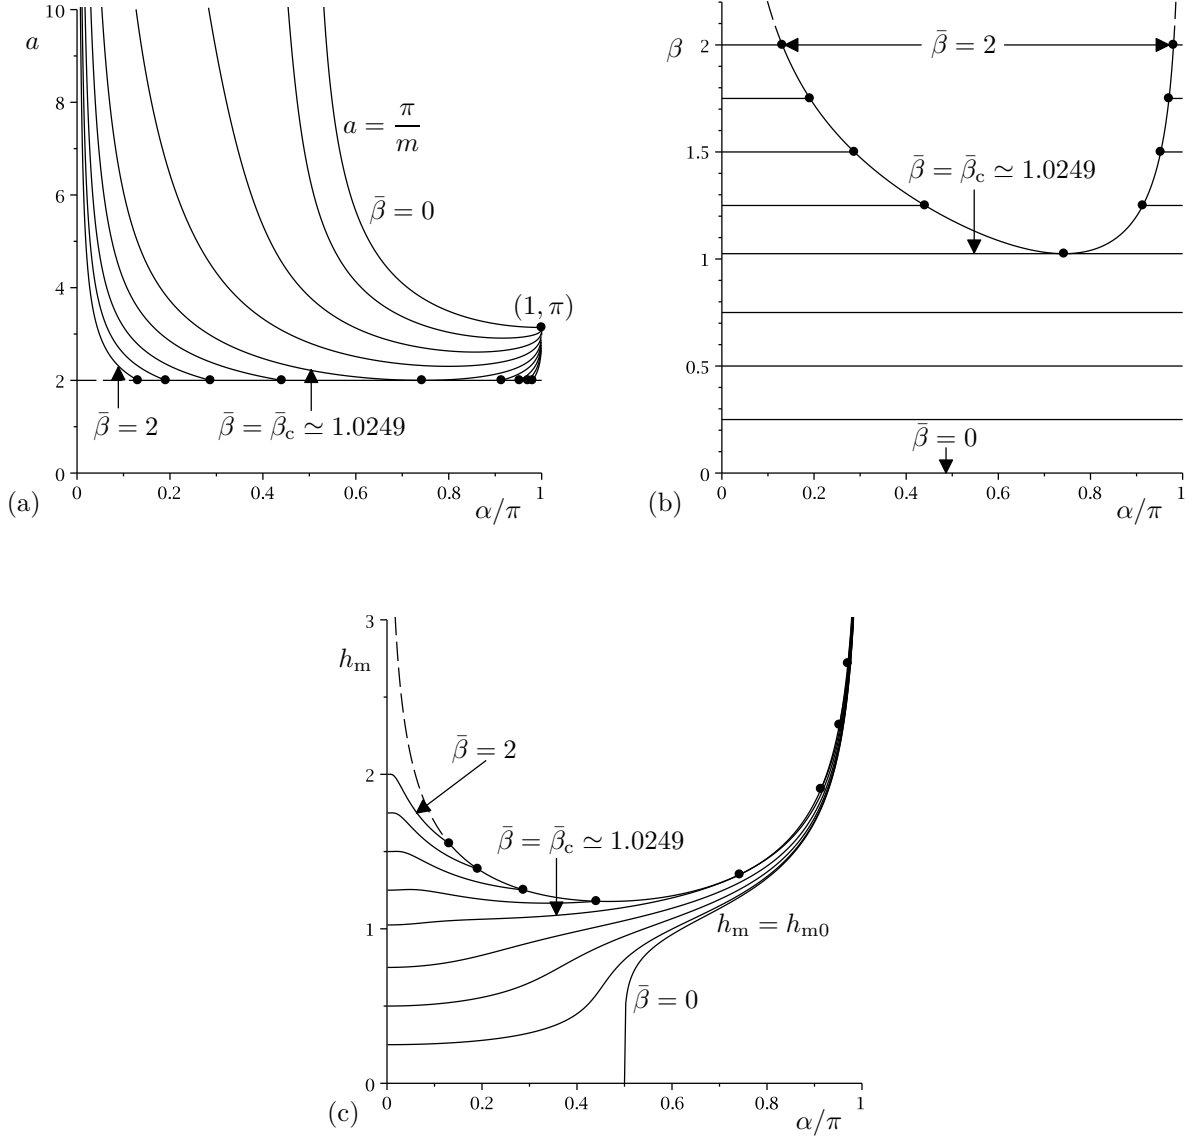 10
a
8
a = π/m
6
β̄ = 0
4
(1, π)
2
β̄ = 2
β̄ = β̄c ≃ 1.0249
0
0 0.2 0.4 0.6 0.8 1
(a)
α/π
β
2
β̄ = 2
1.5
β̄ = β̄c ≃ 1.0249
1
0.5
β̄ = 0
0
0 0.2 0.4 0.6 0.8 1
(b)
α/π
3
hm
β̄ = 2
2
β̄ = β̄c ≃ 1.0249
1
hm = hm0
β̄ = 0
0
0 0.2 0.4 0.6 0.8 1
(c)
α/π